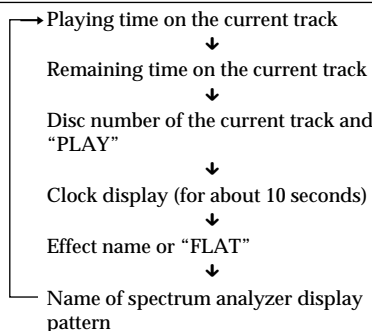 Playing time on the current track
Remaining time on the current track
Disc number of the current track and
“PLAY”
Clock display (for about 10 seconds)
Effect name or “FLAT”
Name of spectrum analyzer display
pattern